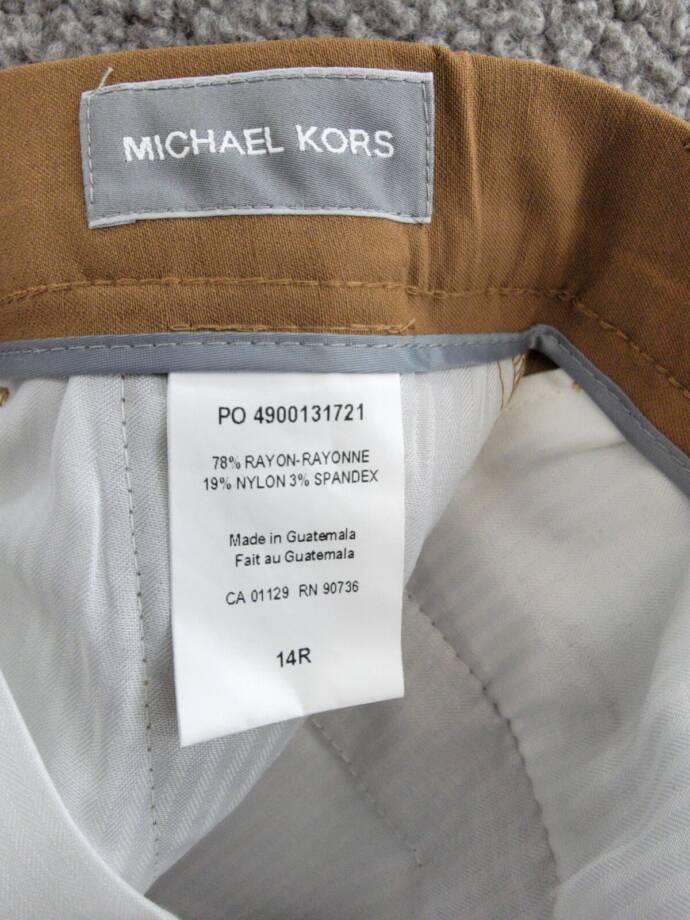 MICHAEL KORS
PO 4900131721
78% RAYON-RAYONNE
19% NYLON 3% SPANDEX
Made in Guatemala
Fait au Guatemala
CA 01129 RN 90736
14R